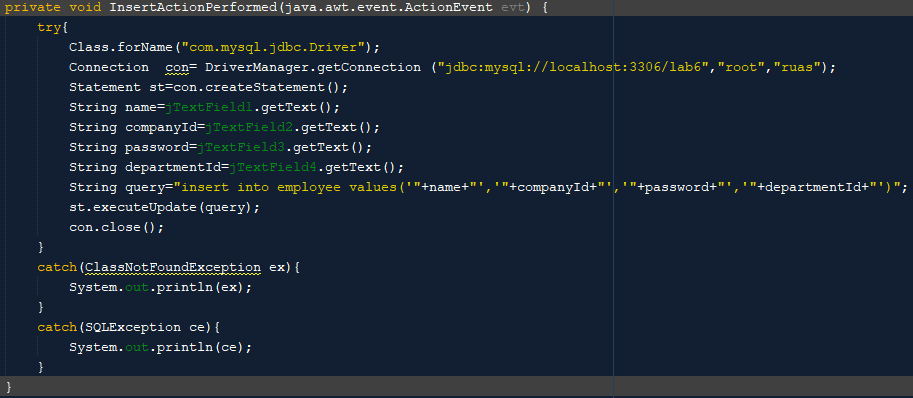 private void InsertActionPerformed(java.awt.event.ActionEvent evt) {
try{
Class.forName("com.mysql.jdbc.Driver");
Connection  con= DriverManager.getConnection ("jdbc:mysql://localhost:3306/lab6","root","ruas");
Statement st=con.createStatement();
String name=jTextField1.getText();
String companyId=jTextField2.getText();
String password=jTextField3.getText();
String departmentId=jTextField4.getText();
String query="insert into employee values('"+name+"','"+companyId+"','"+password+"','"+departmentId+"')";
st.executeUpdate(query);
con.close();
}
catch(ClassNotFoundException ex){
System.out.println(ex);
}
catch(SQLException ce){
System.out.println(ce);
}
}